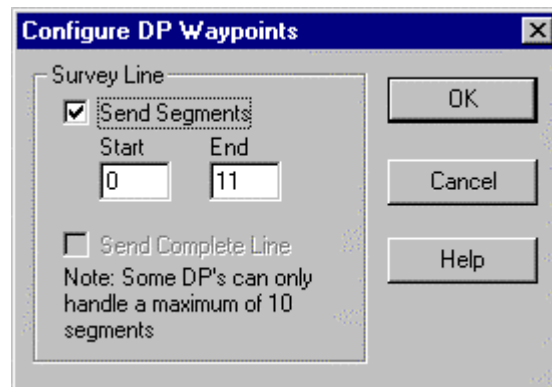 Configure DP Waypoints
Survey Line
Send Segments
Start End
0 11
Send Complete Line
Note: Some DP's can only
handle a maximum of 10
segments
OK
Cancel
Help